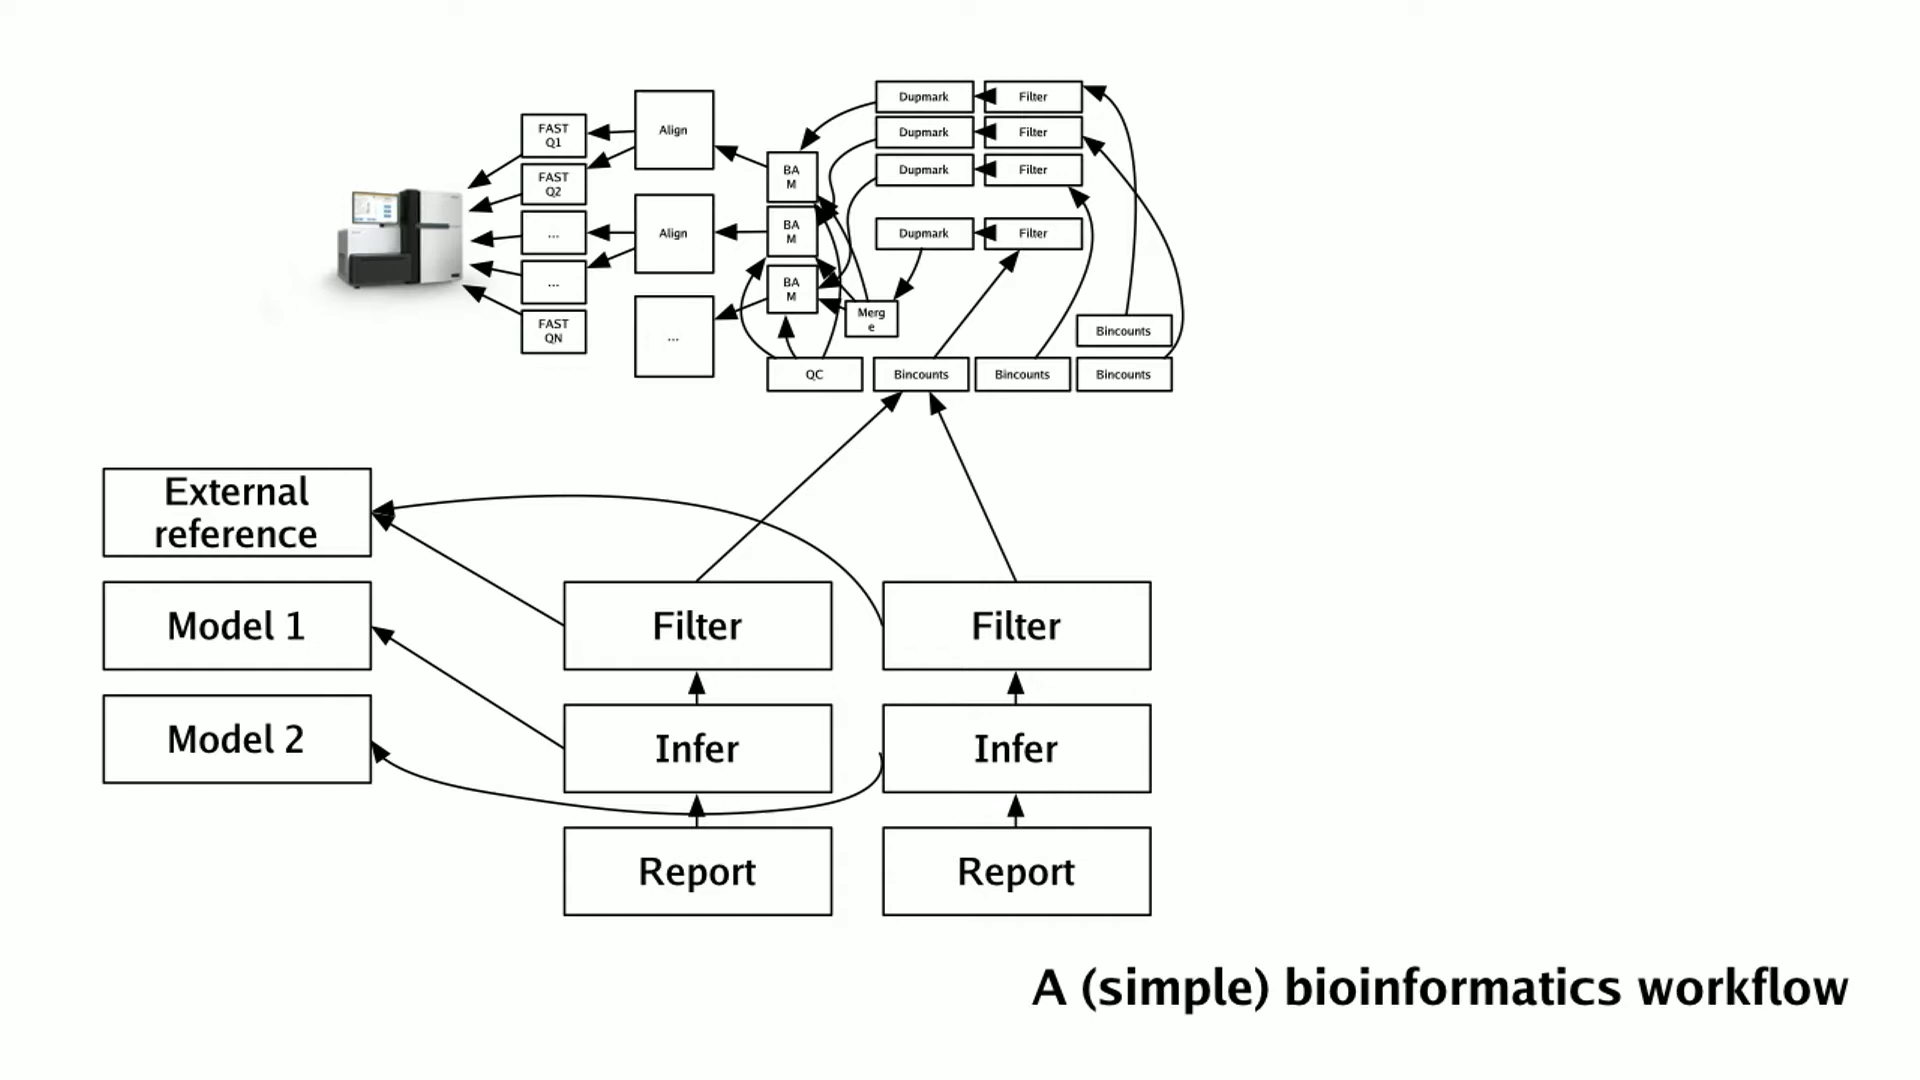 FAST
Q1
FAST
Q2
...
...
FAST
QN
Align
Align
...
BA
M
BA
M
BA
M
Dupmark
Filter
Dupmark
Filter
Dupmark
Filter
Dupmark
Filter
Merg
e
QC
Bincounts
Bincounts
Bincounts
Bincounts
External
reference
Model 1
Model 2
Filter
Filter
Infer
Infer
Report
Report
A (simple) bioinformatics workflow